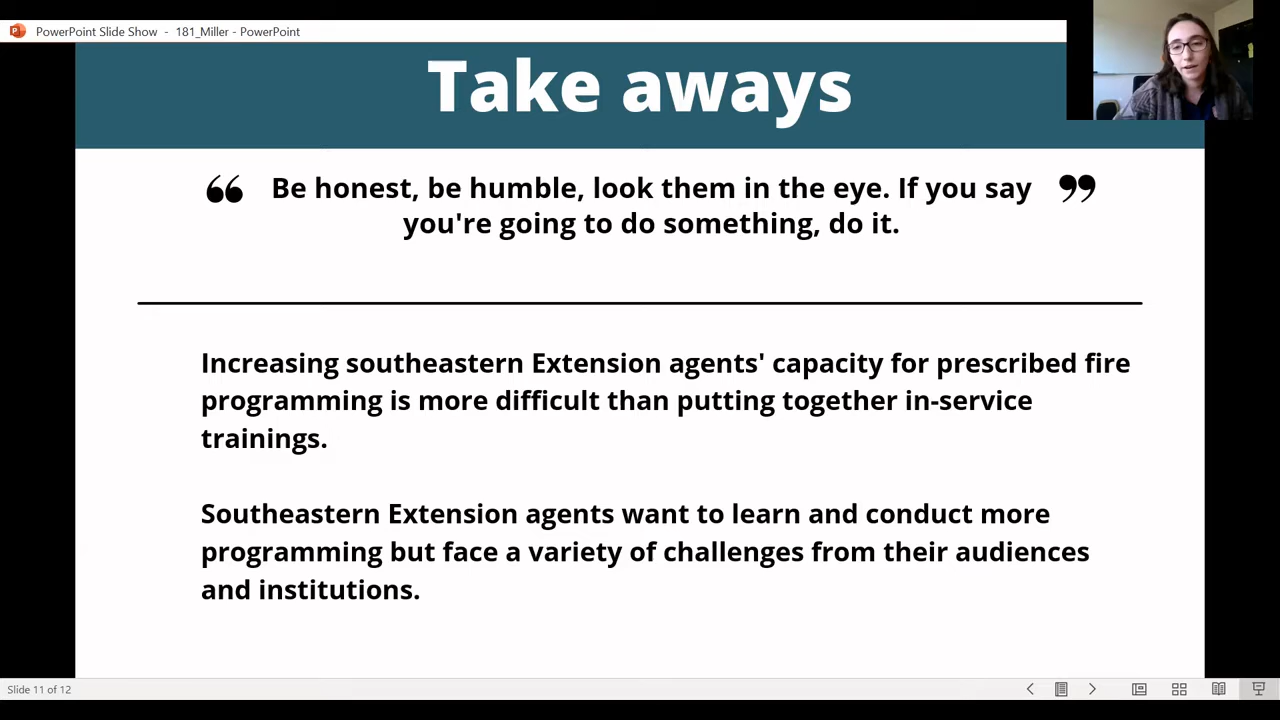 PowerPoint Slide Show - 181_Miller - PowerPoint
Take aways
“ Be honest, be humble, look them in the eye. If you say ”
you're going to do something, do it.
Increasing southeastern Extension agents' capacity for prescribed fire
programming is more difficult than putting together in-service
trainings.
Southeastern Extension agents want to learn and conduct more
programming but face a variety of challenges from their audiences
and institutions.
Slide 11 of 12